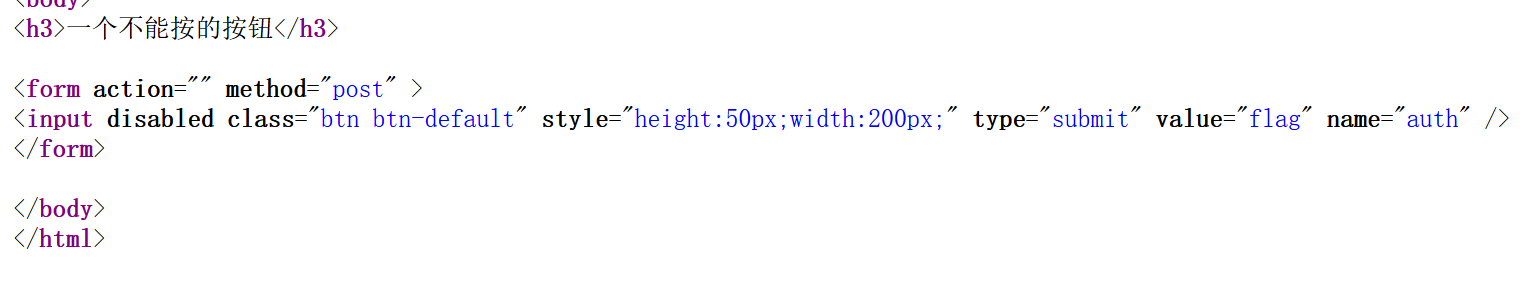 <body>
<h3>一个不能按的按钮</h3>
<form action="" method="post" >
<input disabled class="btn btn-default" style="height:50px;width:200px;" type="submit" value="flag" name="auth" />
</form>
</body>
</html>